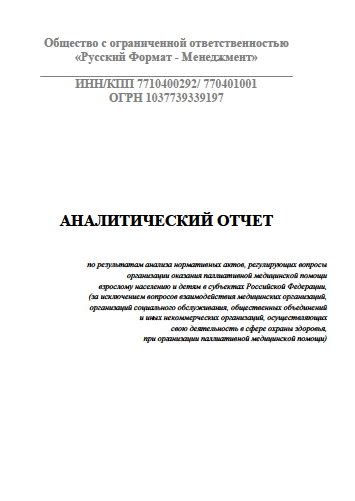 Общество с ограниченной ответственностью
«Русский Формат - Менеджмент»
ИНН/КПП 7710400292/ 770401001
ОГРН 1037739339197
АНАЛИТИЧЕСКИЙ ОТЧЕТ
по результатам анализа нормативных актов, регулирующих вопросы
организации оказания паллиативной медицинской помощи
взрослому населению и детям в субъектах Российской Федерации,
(за исключением вопросов взаимодействия медицинских организаций,
организаций социального обслуживания, общественных объединений
и иных некоммерческих организаций, осуществляющих
свою деятельность в сфере охраны здоровья,
при организации паллиативной медицинской помощи)